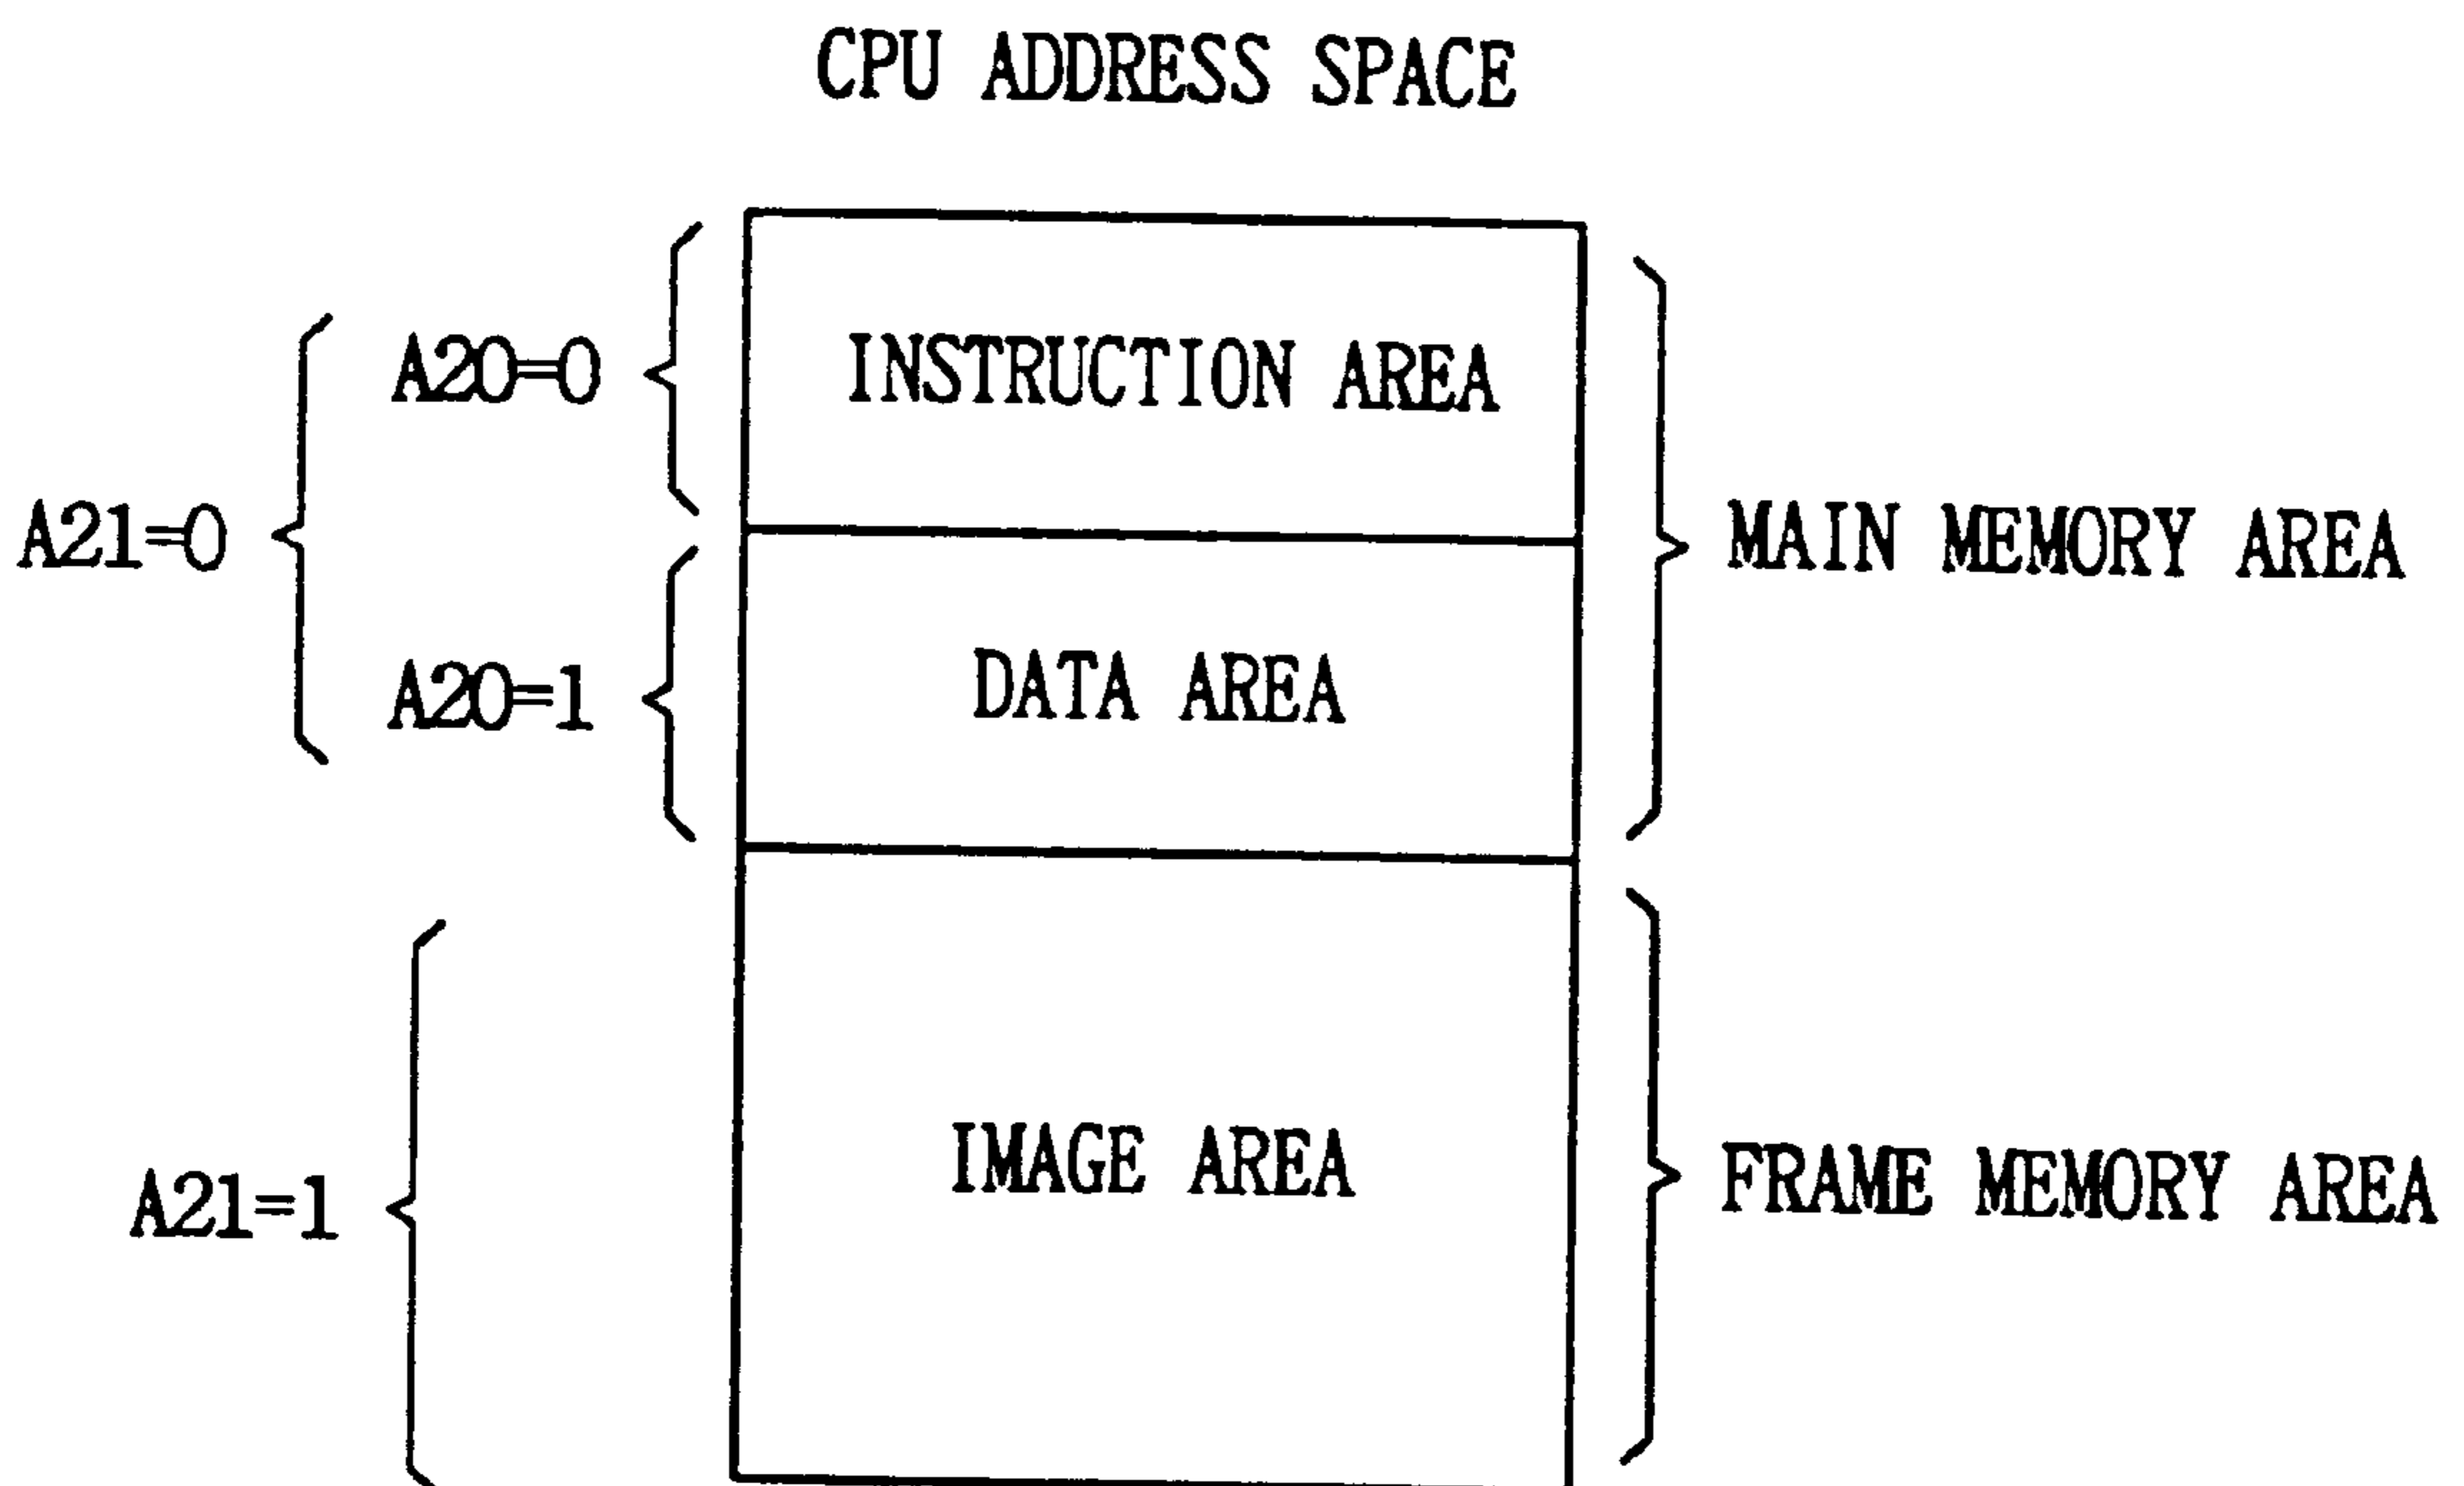 CPU ADDRESS SPACE
A20=0
INSTRUCTION AREA
A21=0
MAIN MEMORY AREA
A20=1
DATA AREA
A21=1
IMAGE AREA
FRAME MEMORY AREA